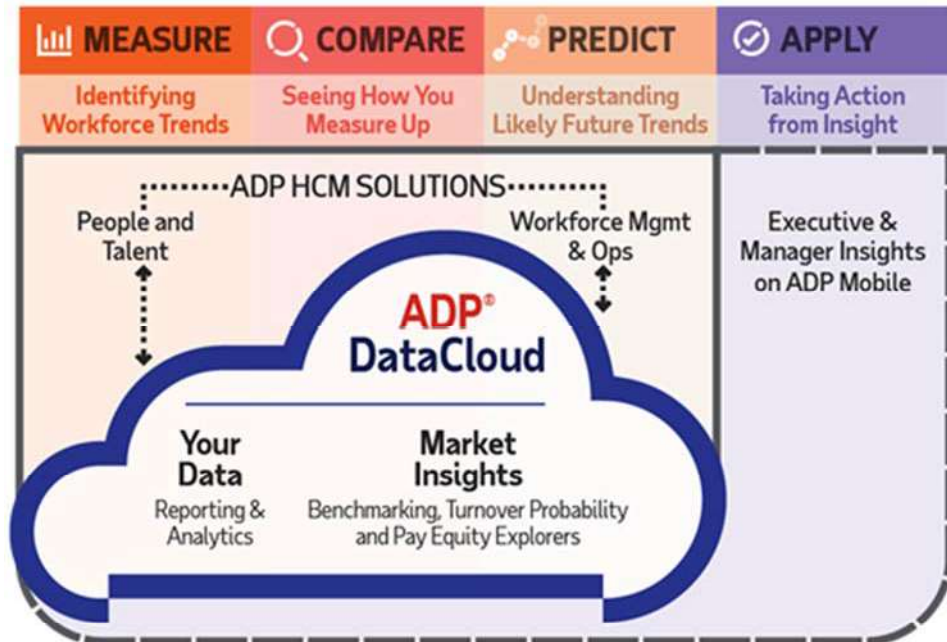 MEASURE
COMPARE
PREDICT
APPLY
Identifying
Workforce Trends
Seeing How You
Measure Up
Understanding
Likely Future Trends
Taking Action
from Insight
ADP HCM SOLUTIONS
People and
Talent
Workforce Mgmt
& Ops
Executive &
Manager Insights
on ADP Mobile
ADP®
DataCloud
Your
Data
Reporting &
Analytics
Market
Insights
Benchmarking, Turnover Probability
and Pay Equity Explorers